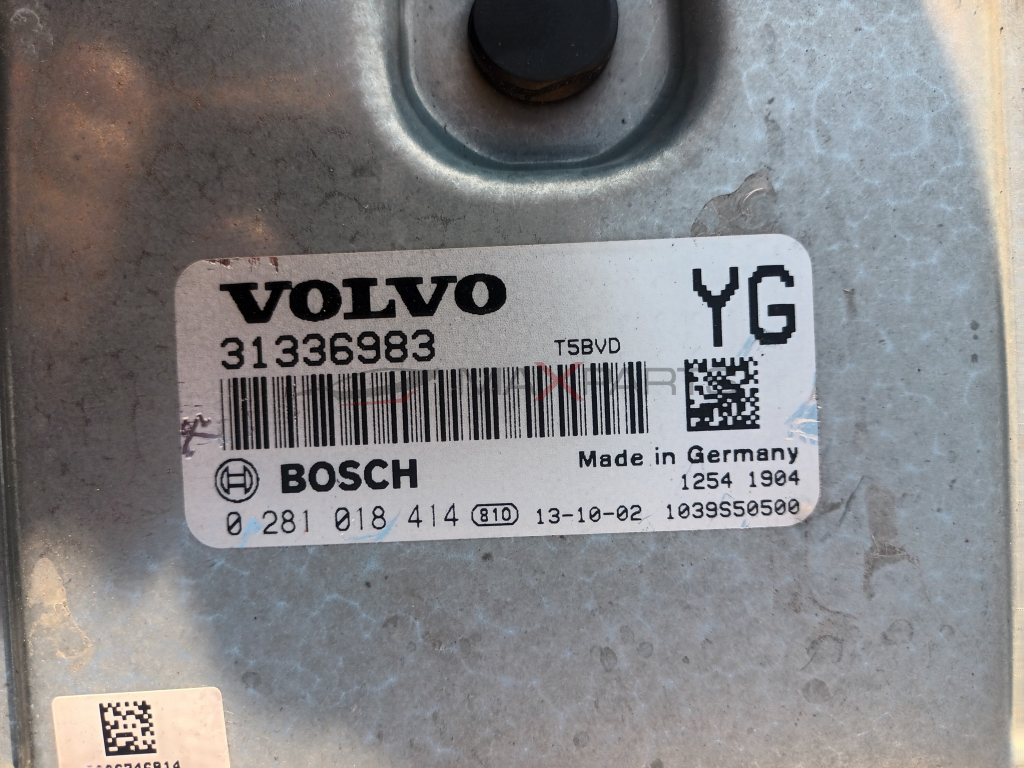 VOLVO
YG
31336983
T5BVD
MAXPARTS
BOSCH
Made in Germany
1254 1904
0 281 018 414 810 13-10-02 1039S50500